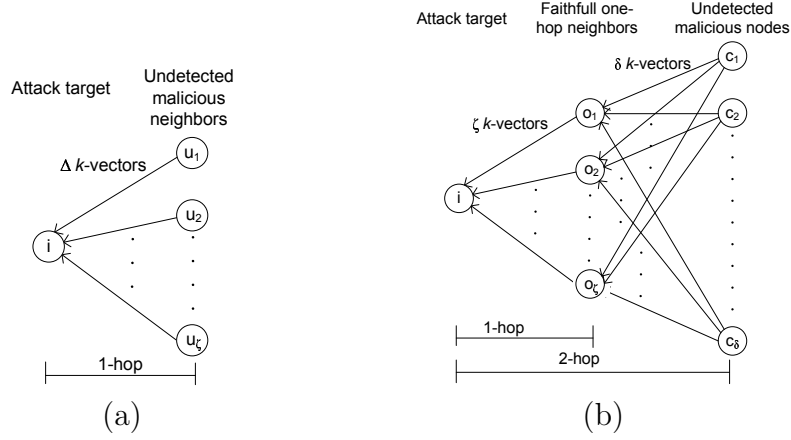 Attack target
Undetected
malicious
neighbors
Δ k-vectors
u1
u2
uζ
i
1-hop
(a)
Attack target
Faithfull one-
hop neighbors
Undetected
malicious nodes
δ k-vectors
ζ k-vectors
c1
c2
cδ
o1
o2
oζ
i
1-hop
2-hop
(b)